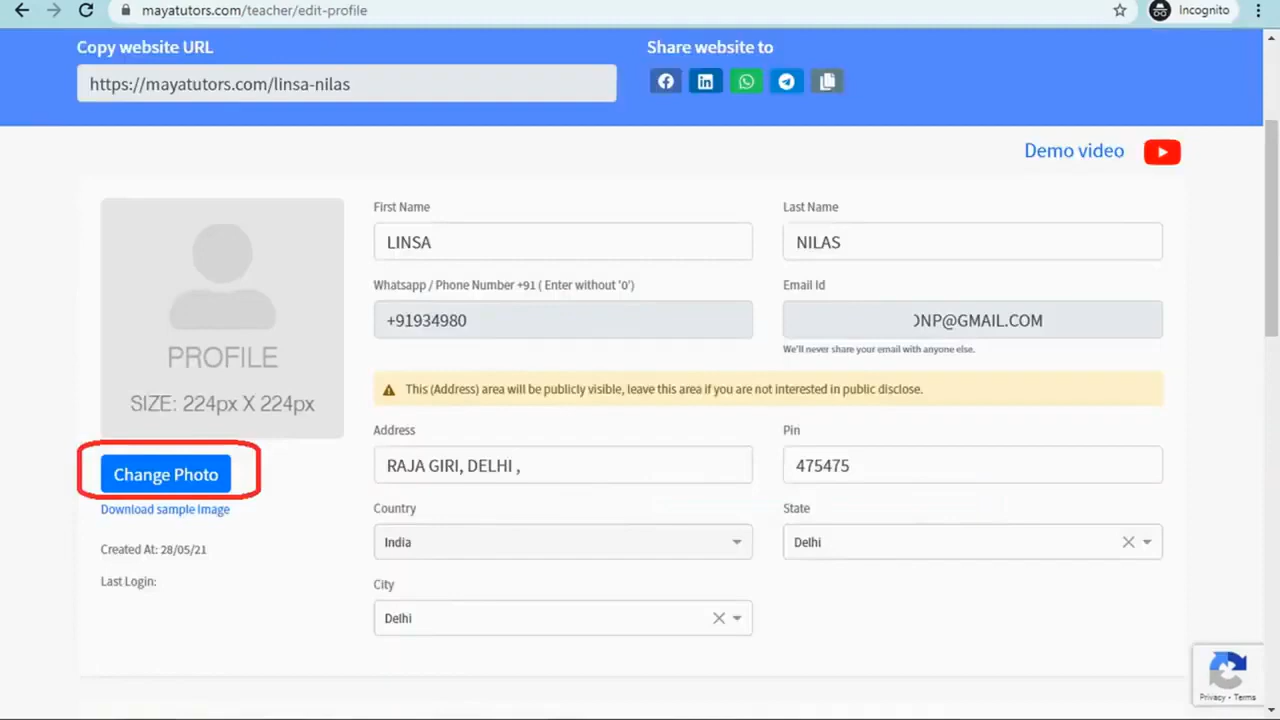 mayatutors.com/teacher/edit-profile
Incognito
Copy website URL
Share website to
https://mayatutors.com/linsa-nilas
Demo video
PROFILE
SIZE: 224px X 224px
Change Photo
Download sample Image
Created At: 28/05/21
Last Login:
First Name
Last Name
LINSA
NILAS
Whatsapp / Phone Number +91 ( Enter without '0')
Email Id
+91934980
NP@GMAIL.COM
We'll never share your email with anyone else.
This (Address) area will be publicly visible, leave this area if you are not interested in public disclose.
Address
Pin
RAJA GIRI, DELHI ,
475475
Country
State
India
Delhi
City
Delhi
Privacy - Terms